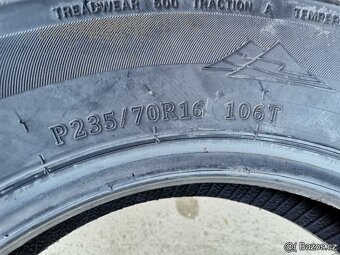 TREADWEAR 500 TRACTION A TEMPER
P235/70R16 106T
Bazos.cz